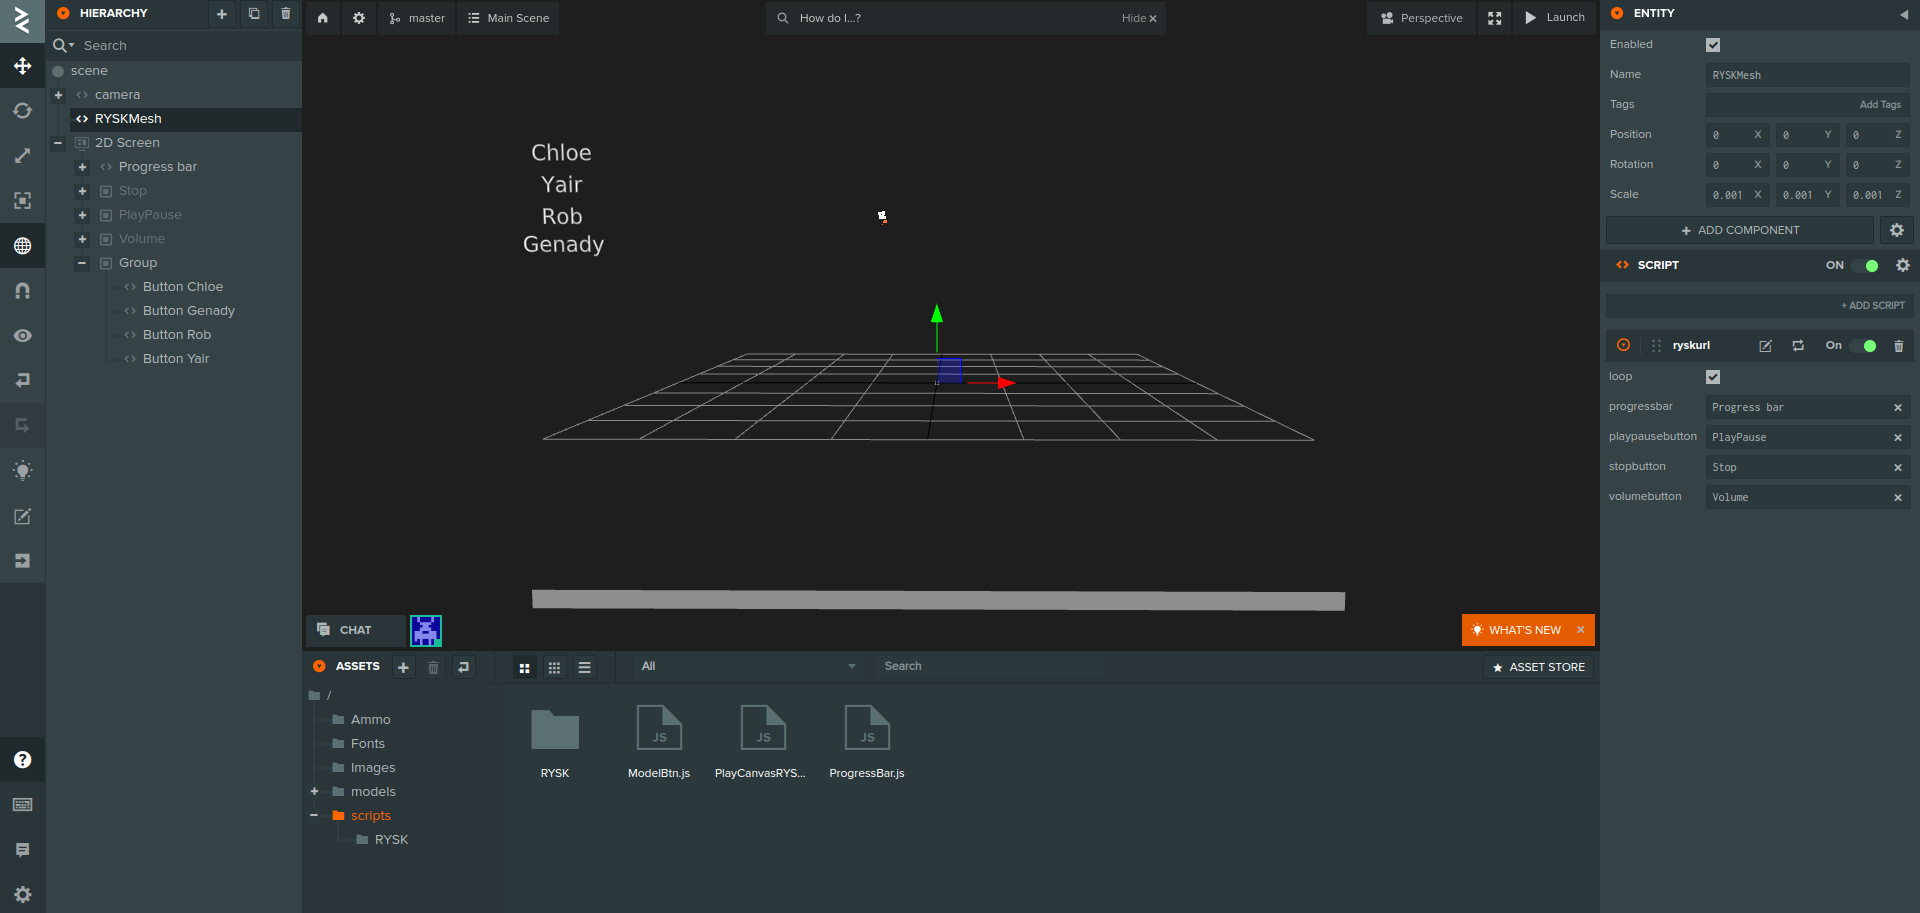 HIERARCHY
Search
scene
camera
RYSKMesh
2D Screen
Progress bar
Stop
PlayPause
Volume
Group
Button Chloe
Button Genady
Button Rob
Button Yair
master
Main Scene
How do I...?
Hide
Perspective
Launch
Chloe
Yair
Rob
Genady
CHAT
WHAT'S NEW
ASSETS
All
Search
ASSET STORE
/
Ammo
Fonts
Images
models
scripts
RYSK
RYSK
JS
ModelBtn.js
JS
PlayCanvasRYS...
JS
ProgressBar.js
ENTITY
Enabled
Name RYSKMesh
Tags Add Tags
Position 0 X 0 Y 0 Z
Rotation 0 X 0 Y 0 Z
Scale 0.001 X 0.001 Y 0.001 Z
ADD COMPONENT
SCRIPT ON
+ ADD SCRIPT
ryskurl On
loop
progressbar Progress bar
playpausebutton PlayPause
stopbutton Stop
volumebutton Volume